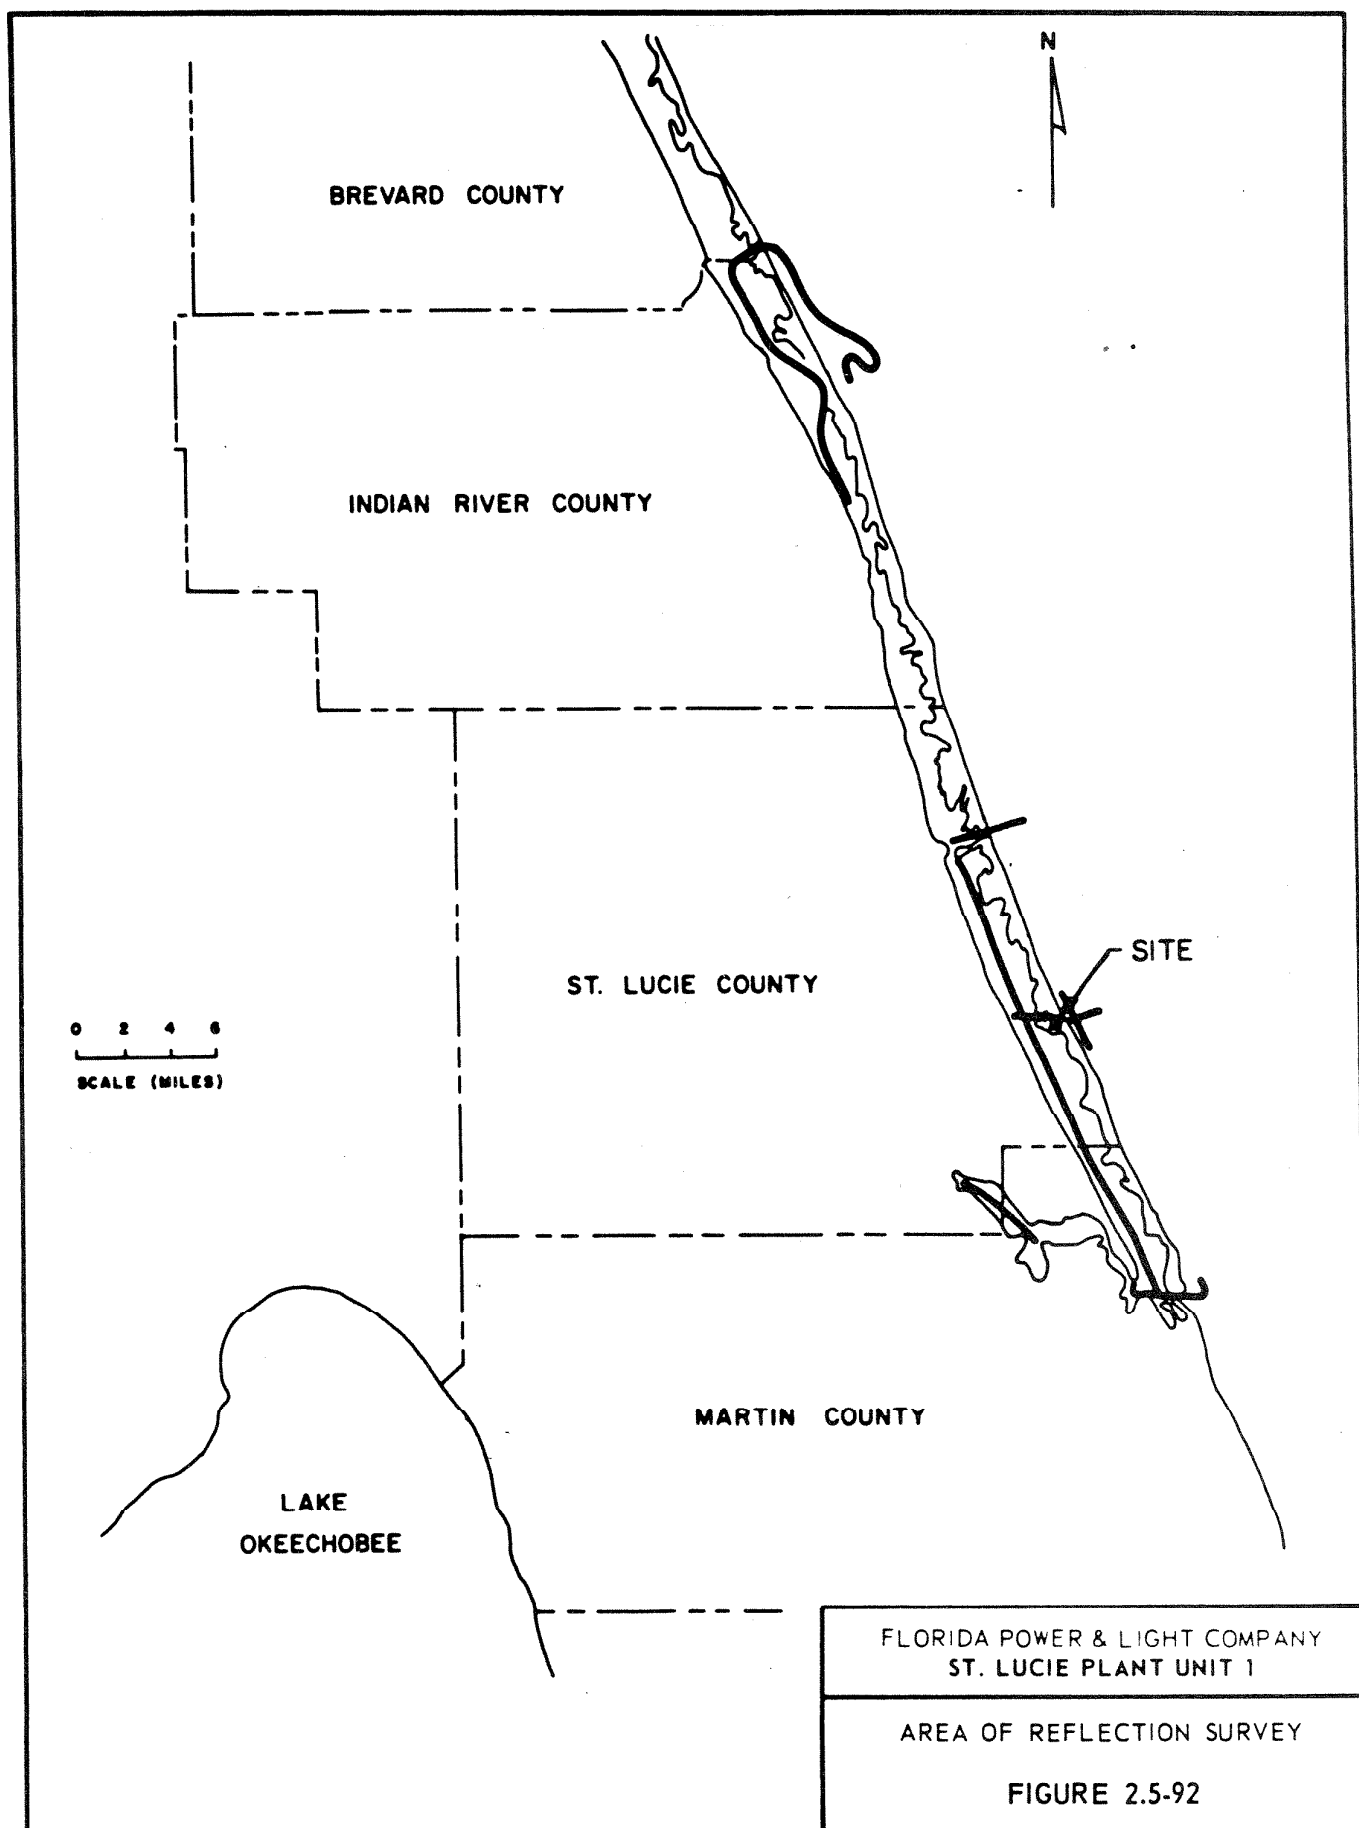 N
BREVARD COUNTY
INDIAN RIVER COUNTY
SITE
ST. LUCIE COUNTY
0 2 4 6
SCALE (MILES)
MARTIN COUNTY
LAKE
OKEECHOBEE
FLORIDA POWER & LIGHT COMPANY
ST. LUCIE PLANT UNIT 1
AREA OF REFLECTION SURVEY
FIGURE 2.5-92